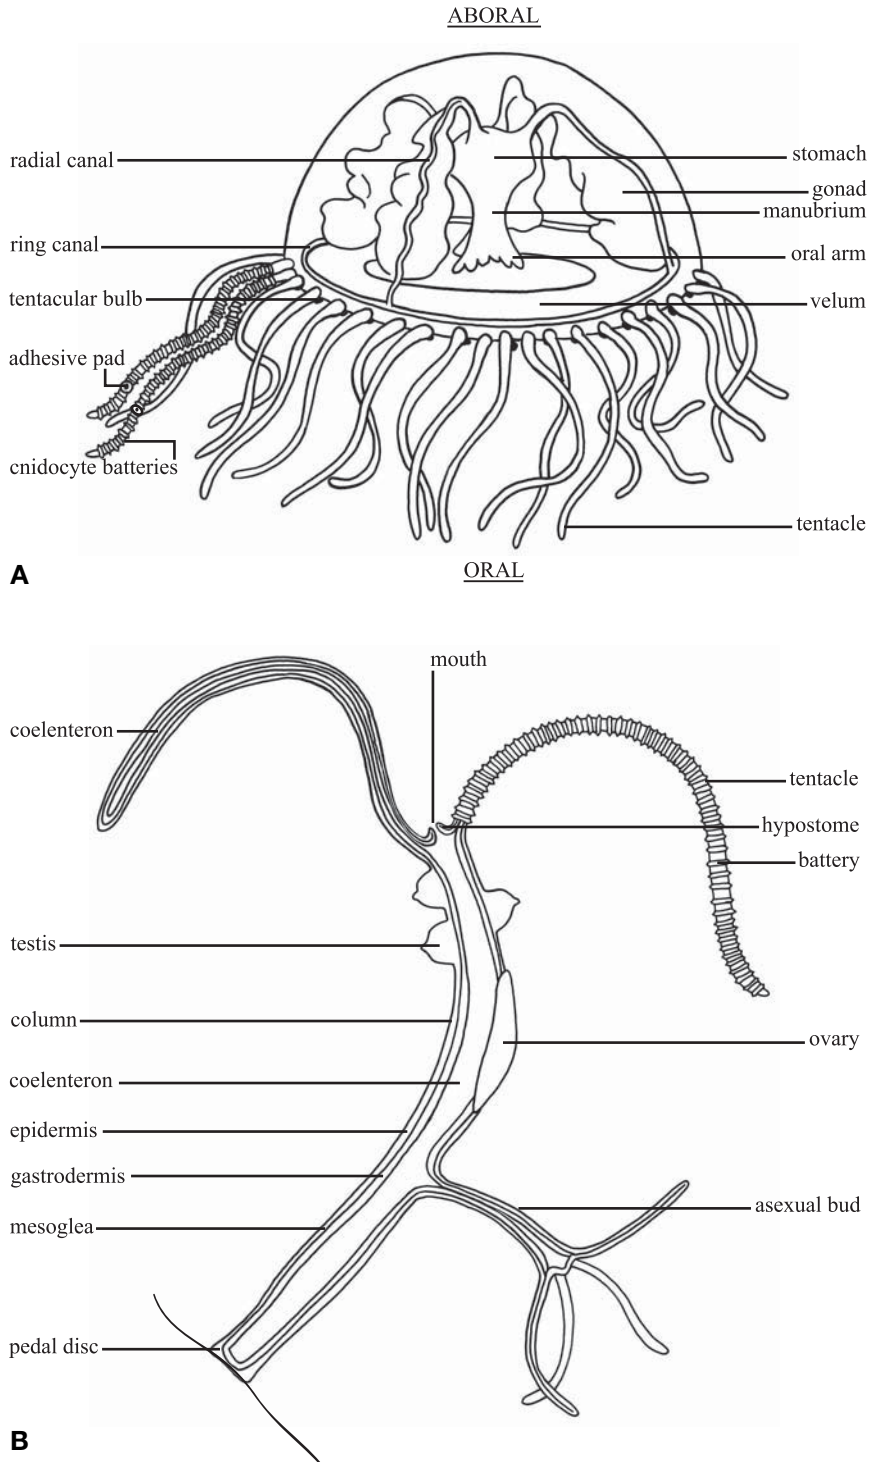 ABORAL
radial canal
stomach
gonad
manubrium
ring canal
oral arm
tentacular bulb
velum
adhesive pad
cnidocyte batteries
tentacle
A
ORAL
mouth
coelenteron
tentacle
hypostome
battery
testis
column
ovary
coelenteron
epidermis
gastrodermis
asexual bud
mesoglea
pedal disc
B